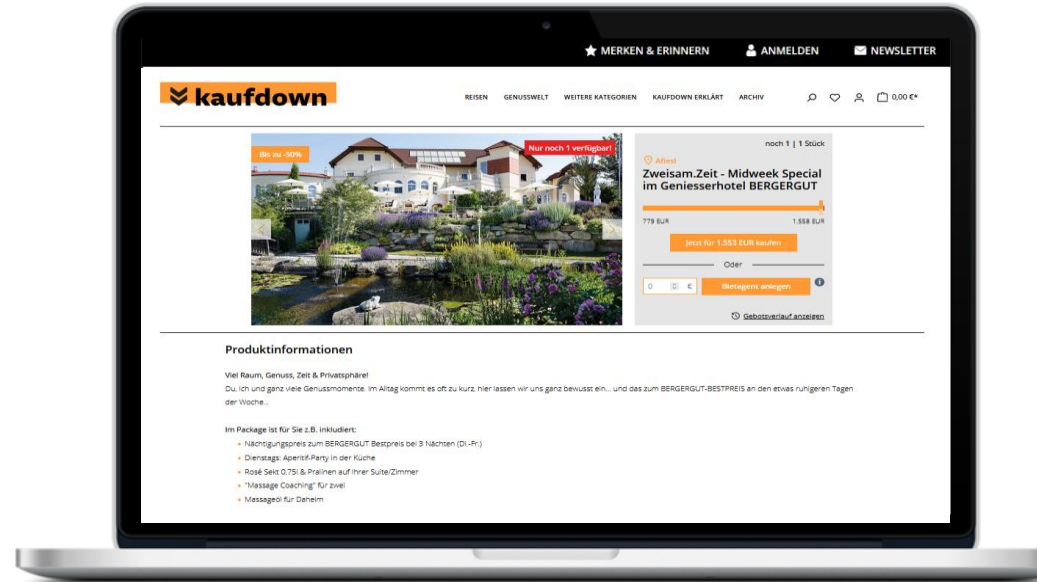 MERKEN & ERINNERN ANMELDEN NEWSLETTER
kaufdown REISEN GENUSSWELT WEITERE KATEGORIEN KAUFDOWN ERKLÄRT ARCHIV 0,00 €*
Bis zu -50%
Nur noch 1 verfügbar!
noch 1 | 1 Stück
Afiesl
Zweisam.Zeit - Midweek Special
im Geniesserhotel BERGERGUT
779 EUR 1.558 EUR
Jetzt für 1.553 EUR kaufen
Oder
0 € Bietagent anlegen
Gebotsverlauf anzeigen
Produktinformationen
Viel Raum, Genuss, Zeit & Privatsphäre!
Du, ich und ganz viele Genussmomente. Im Alltag kommt es oft zu kurz, hier lassen wir uns ganz bewusst ein... und das zum BERGERGUT-BESTPREIS an den etwas ruhigeren Tagen
der Woche...
Im Package ist für Sie z.B. inkludiert:
Nächtigungspreis zum BERGERGUT Bestpreis bei 3 Nächten (Di.-Fr.)
Dienstags: Aperitif-Party in der Küche
Rosé Sekt 0,75l & Pralinen auf Ihrer Suite/Zimmer
"Massage Coaching" für zwei
Massageöl für Daheim